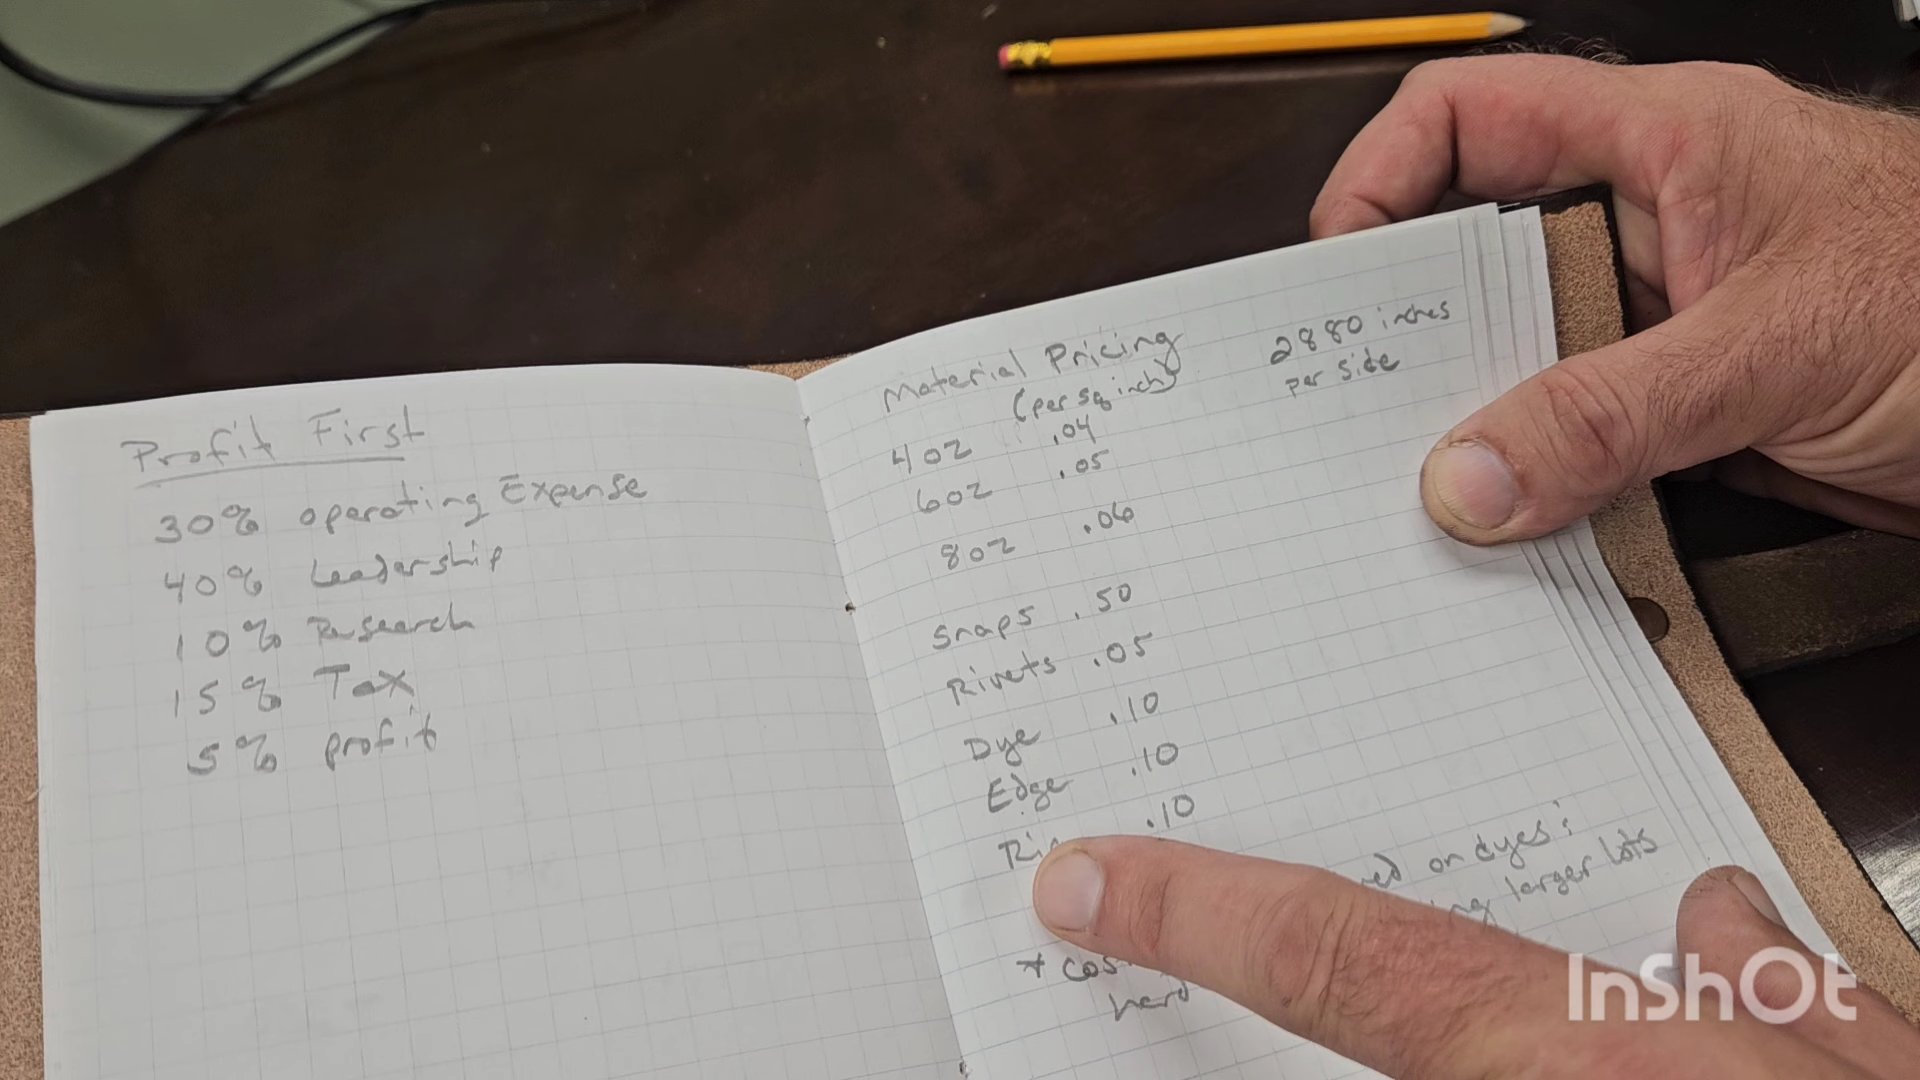 Profit First
30% operating Expense
40% Leadership
10% Research
15% Tax
5% profit
Material Pricing
(per sq inch)
2880 inches
per side
4oz .04
6oz .05
8oz .06
Snaps .50
Rivets .05
Dye .10
Edge .10
.10
on dyes:
larger lots
InShOt